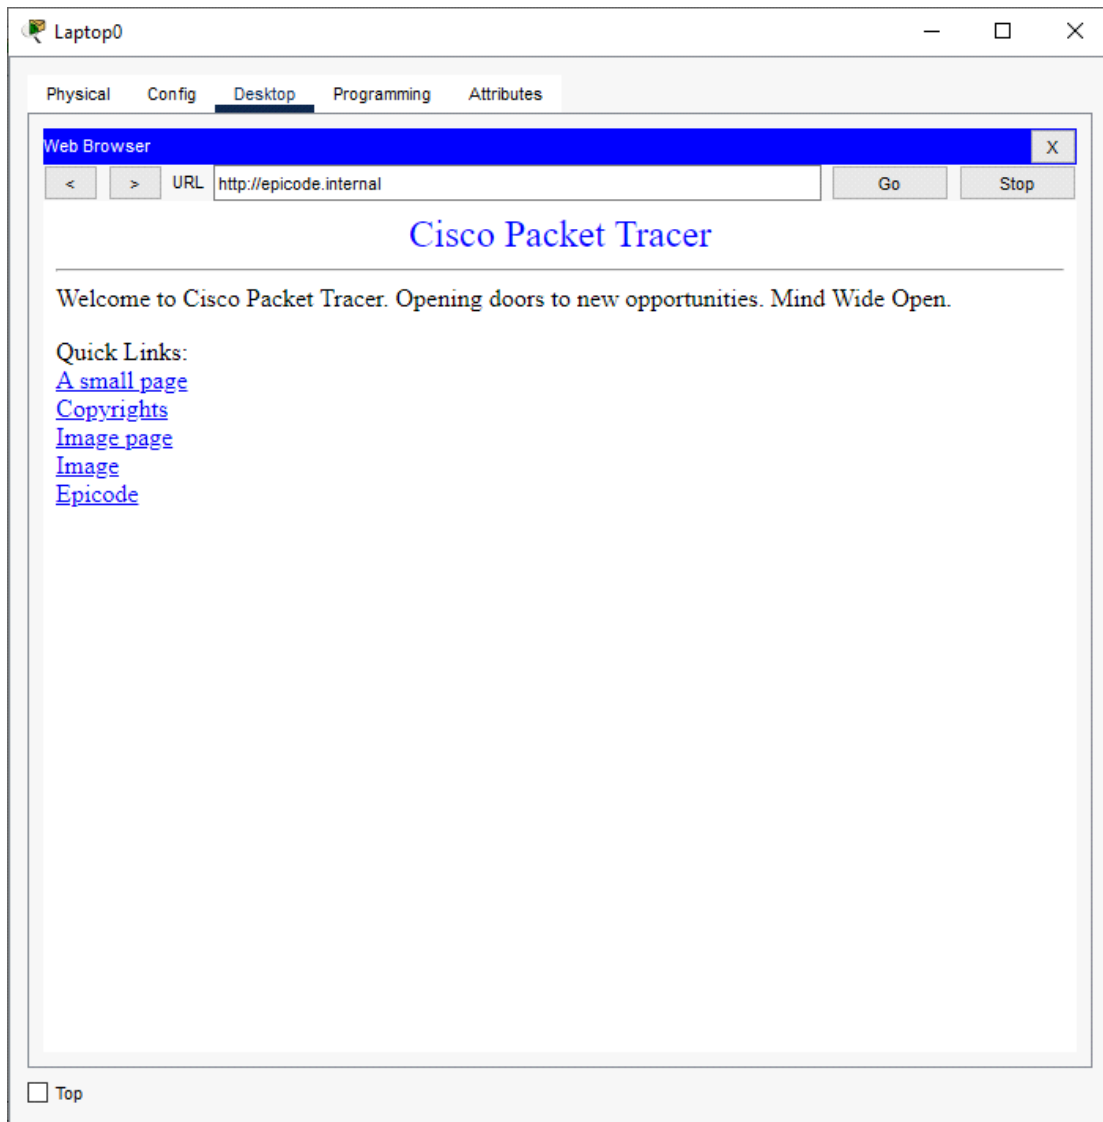 Laptop0
Physical Config Desktop Programming Attributes
Web Browser X
< > URL http://epicode.internal Go Stop
Cisco Packet Tracer
Welcome to Cisco Packet Tracer. Opening doors to new opportunities. Mind Wide Open.
Quick Links:
A small page
Copyrights
Image page
Image
Epicode
Top